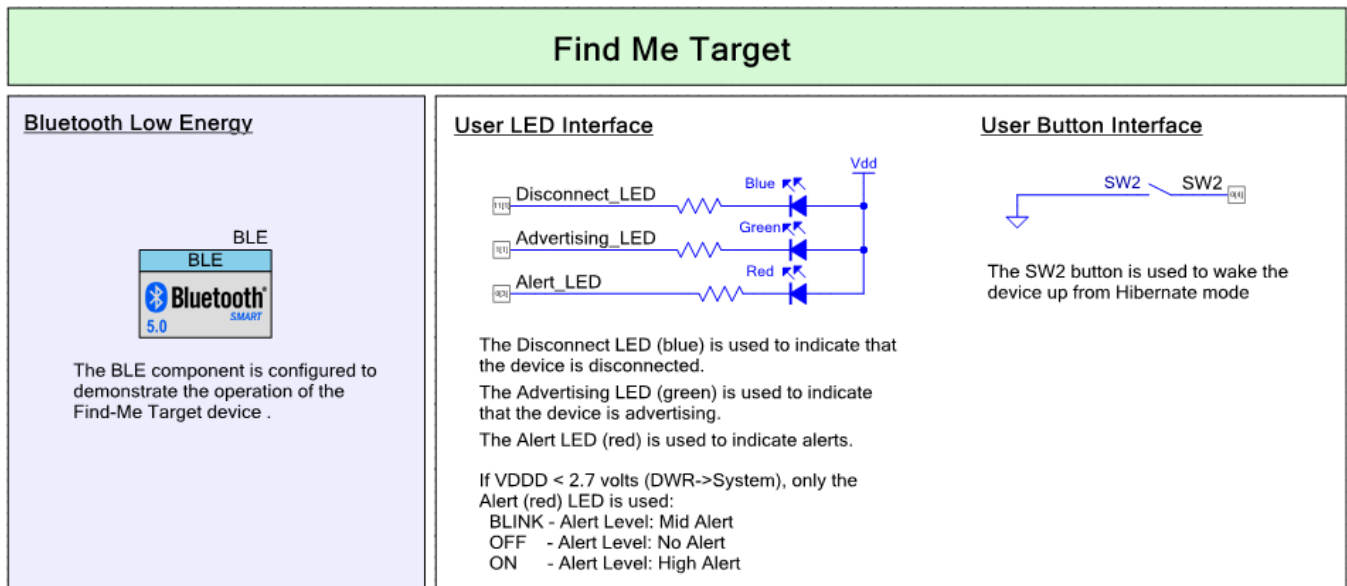 Find Me Target
Bluetooth Low Energy
BLE
BLE
Bluetooth®
SMART
5.0
The BLE component is configured to
demonstrate the operation of the
Find-Me Target device .
User LED Interface
Vdd
Blue
Disconnect_LED
Green
Advertising_LED
Red
Alert_LED
The Disconnect LED (blue) is used to indicate that
the device is disconnected.
The Advertising LED (green) is used to indicate
that the device is advertising.
The Alert LED (red) is used to indicate alerts.
If VDDD < 2.7 volts (DWR->System), only the
Alert (red) LED is used:
BLINK - Alert Level: Mid Alert
OFF - Alert Level: No Alert
ON - Alert Level: High Alert
User Button Interface
SW2 SW2
The SW2 button is used to wake the
device up from Hibernate mode